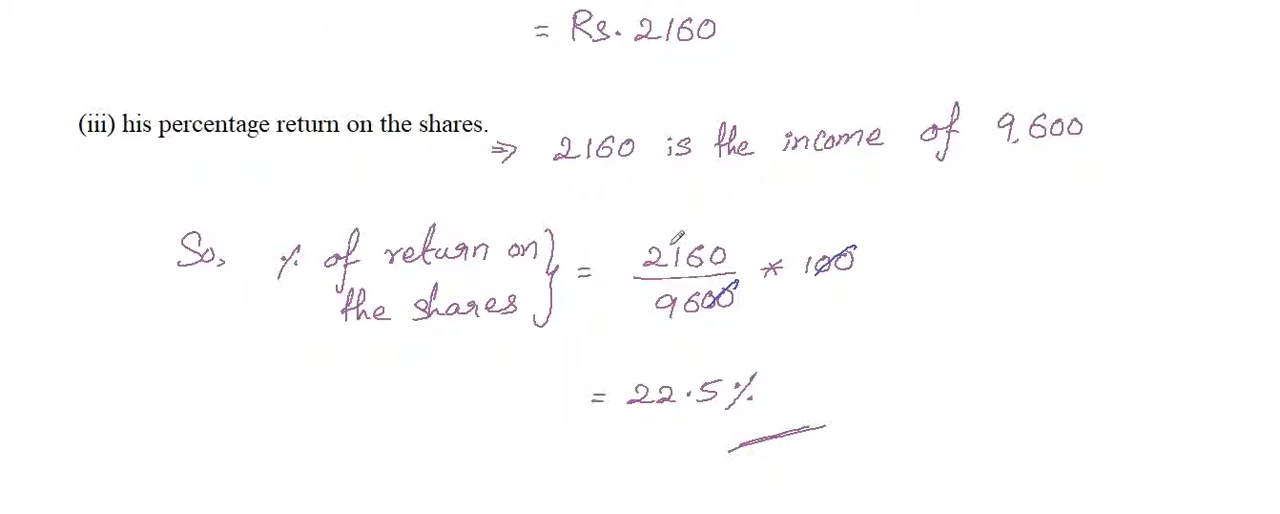 = Rs. 2160
(iii) his percentage return on the shares. ⇒ 2160 is the income of 9,600
So, % of return on the shares } = 2160/9600 * 100
= 22.5%